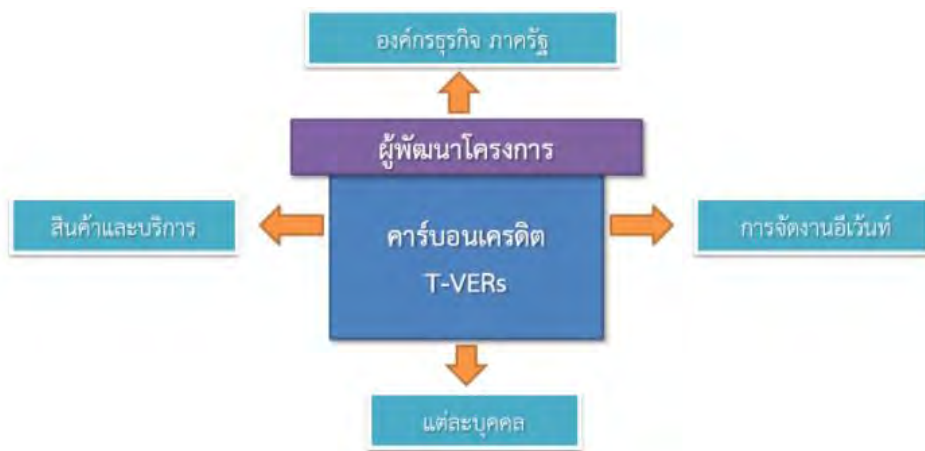 องค์กรธุรกิจ ภาครัฐ
ผู้พัฒนาโครงการ
สินค้าและบริการ
คาร์บอนเครดิต
T-VERs
การจัดงานอีเว้นท์
แต่ละบุคคล